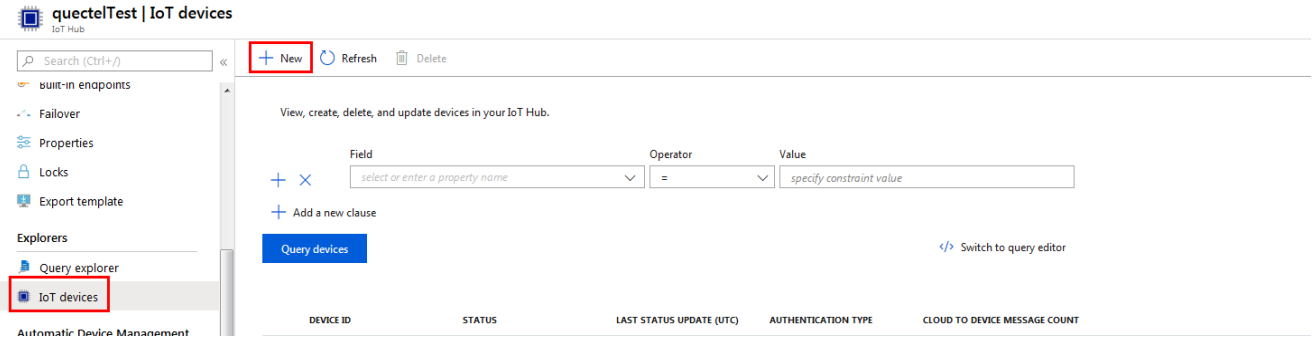 quectelTest | IoT devices
IoT Hub
Search (Ctrl+/)
«
New
Refresh
Delete
Built-in endpoints
Failover
Properties
Locks
Export template
Explorers
Query explorer
IoT devices
Automatic Device Management
View, create, delete, and update devices in your IoT Hub.
Field Operator Value
select or enter a property name = specify constraint value
Add a new clause
Query devices
</> Switch to query editor
DEVICE ID STATUS LAST STATUS UPDATE (UTC) AUTHENTICATION TYPE CLOUD TO DEVICE MESSAGE COUNT